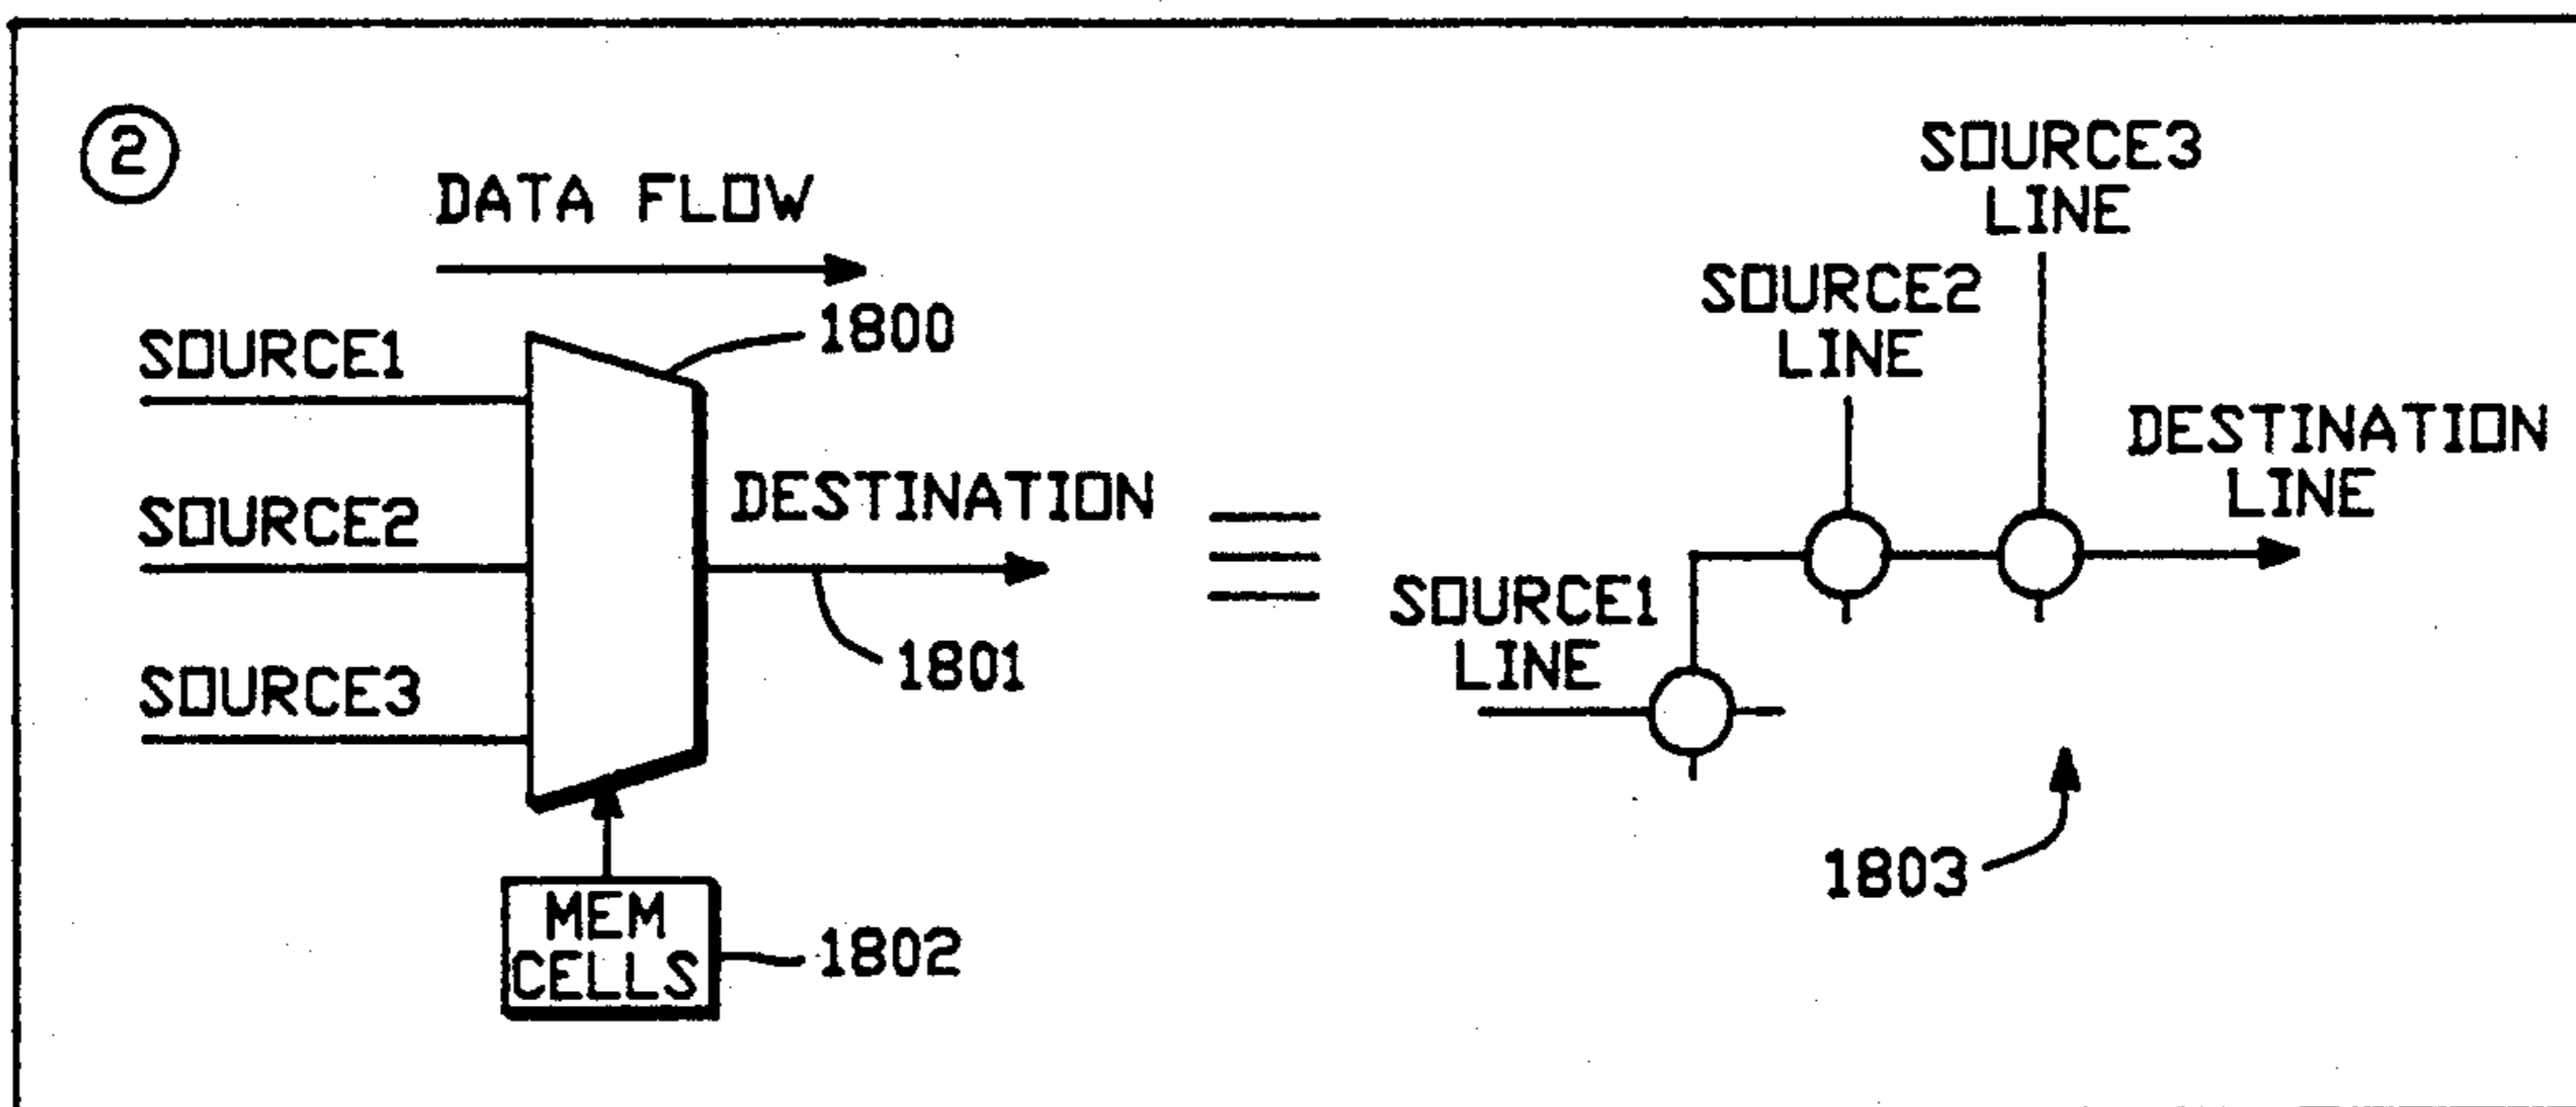 2
DATA FLOW
1800
SOURCE1
SOURCE2
SOURCE3
DESTINATION
1801
MEM
CELLS
1802
SOURCE3
LINE
SOURCE2
LINE
DESTINATION
LINE
SOURCE1
LINE
1803